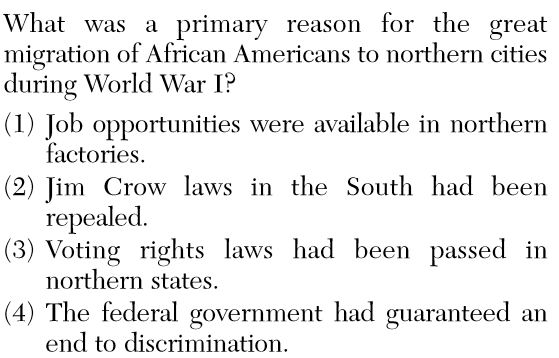 What was a primary reason for the great
migration of African Americans to northern cities
during World War I?
(1) Job opportunities were available in northern
factories.
(2) Jim Crow laws in the South had been
repealed.
(3) Voting rights laws had been passed in
northern states.
(4) The federal government had guaranteed an
end to discrimination.